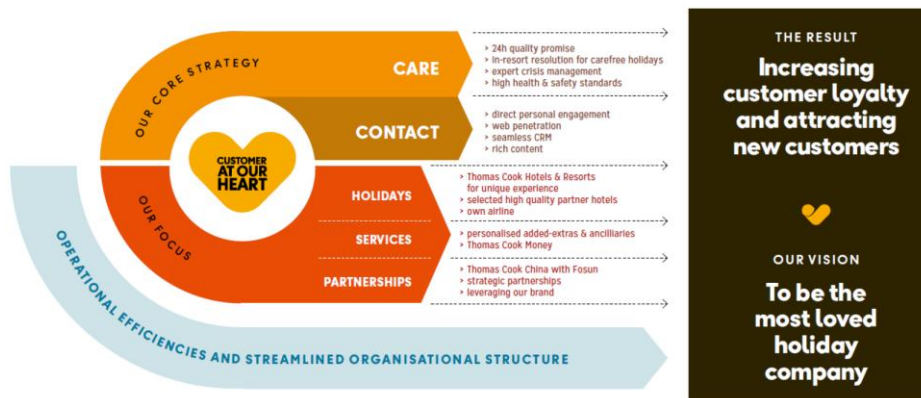 OUR CORE STRATEGY
CARE
> 24h quality promise
> in-resort resolution for carefree holidays
> expert crisis management
> high health & safety standards
CONTACT
> direct personal engagement
> web penetration
> seamless CRM
> rich content
CUSTOMER
AT OUR
HEART
OUR FOCUS
HOLIDAYS
> Thomas Cook Hotels & Resorts
for unique experience
> selected high quality partner hotels
> own airline
SERVICES
> personalised added-extras & ancilliaries
> Thomas Cook Money
PARTNERSHIPS
> Thomas Cook China with Fosun
> strategic partnerships
> leveraging our brand
OPERATIONAL EFFICIENCIES AND STREAMLINED ORGANISATIONAL STRUCTURE
THE RESULT
Increasing
customer loyalty
and attracting
new customers
OUR VISION
To be the
most loved
holiday
company